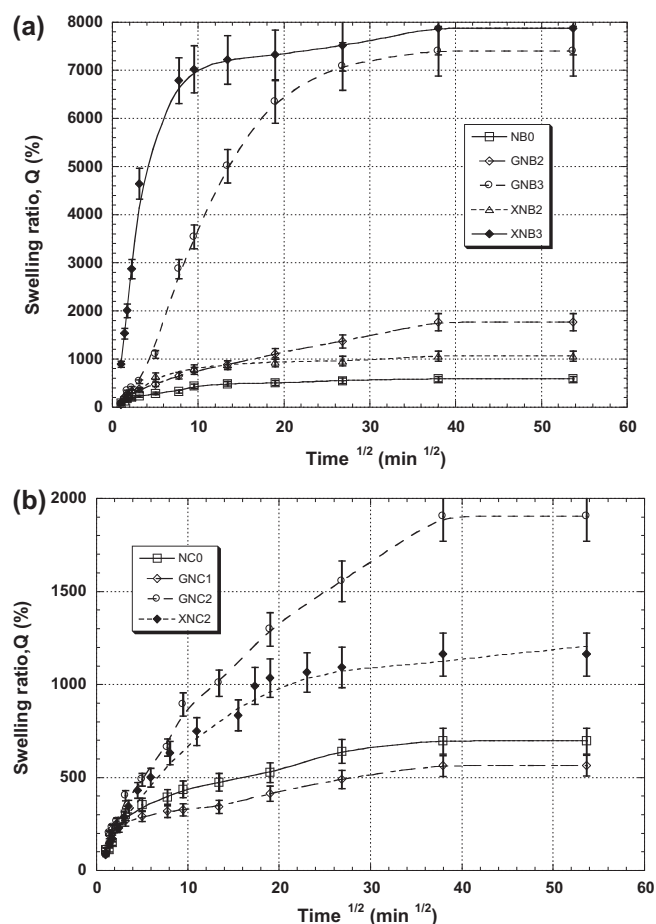 (a)
8000
7000
6000
5000
4000
3000
2000
1000
0
Swelling ratio, Q (%)
NB0
GNB2
GNB3
XNB2
XNB3
0 10 20 30 40 50 60
Time 1/2 (min 1/2)
(b)
2000
1500
1000
500
0
Swelling ratio,Q (%)
NC0
GNC1
GNC2
XNC2
0 10 20 30 40 50 60
Time 1/2 (min 1/2)